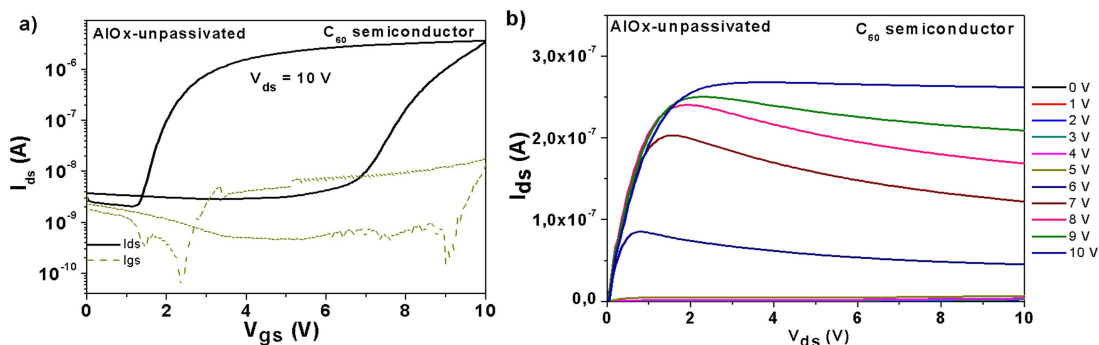 a)
AlOx-unpassivated
C60 semiconductor
Vds = 10 V
10-6
10-7
10-8
10-9
10-10
Ids (A)
Ids
Igs
0
2
4
6
8
10
Vgs (V)
b)
AlOx-unpassivated
C60 semiconductor
3,0x10-7
2,0x10-7
1,0x10-7
0,0
Ids (A)
0
2
4
6
8
10
Vds (V)
0 V
1 V
2 V
3 V
4 V
5 V
6 V
7 V
8 V
9 V
10 V